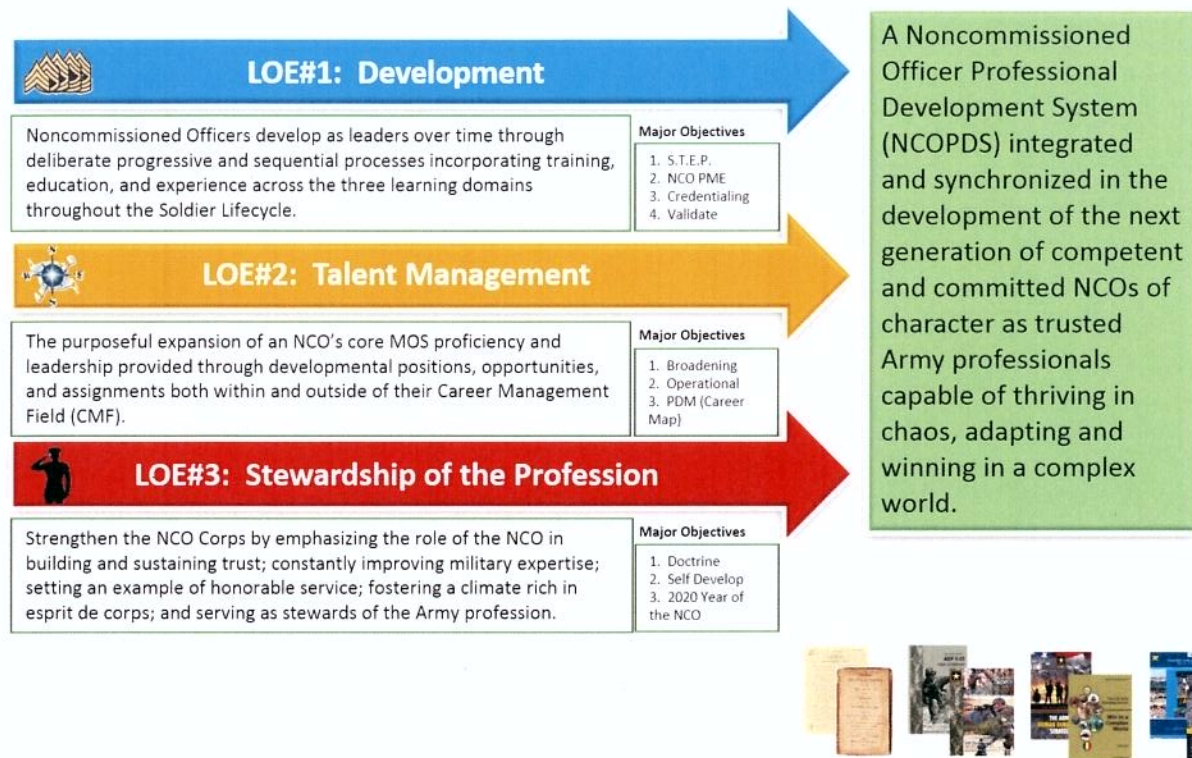 LOE#1: Development
Noncommissioned Officers develop as leaders over time through
deliberate progressive and sequential processes incorporating training,
education, and experience across the three learning domains
throughout the Soldier Lifecycle.
Major Objectives
1. S.T.E.P.
2. NCO PME
3. Credentialing
4. Validate
LOE#2: Talent Management
The purposeful expansion of an NCO's core MOS proficiency and
leadership provided through developmental positions, opportunities,
and assignments both within and outside of their Career Management
Field (CMF).
Major Objectives
1. Broadening
2. Operational
3. PDM (Career
Map)
LOE#3: Stewardship of the Profession
Strengthen the NCO Corps by emphasizing the role of the NCO in
building and sustaining trust; constantly improving military expertise;
setting an example of honorable service; fostering a climate rich in
esprit de corps; and serving as stewards of the Army profession.
Major Objectives
1. Doctrine
2. Self Develop
3. 2020 Year of
the NCO
A Noncommissioned
Officer Professional
Development System
(NCOPDS) integrated
and synchronized in the
development of the next
generation of competent
and committed NCOs of
character as trusted
Army professionals
capable of thriving in
chaos, adapting and
winning in a complex
world.
Win in a
Complex
World